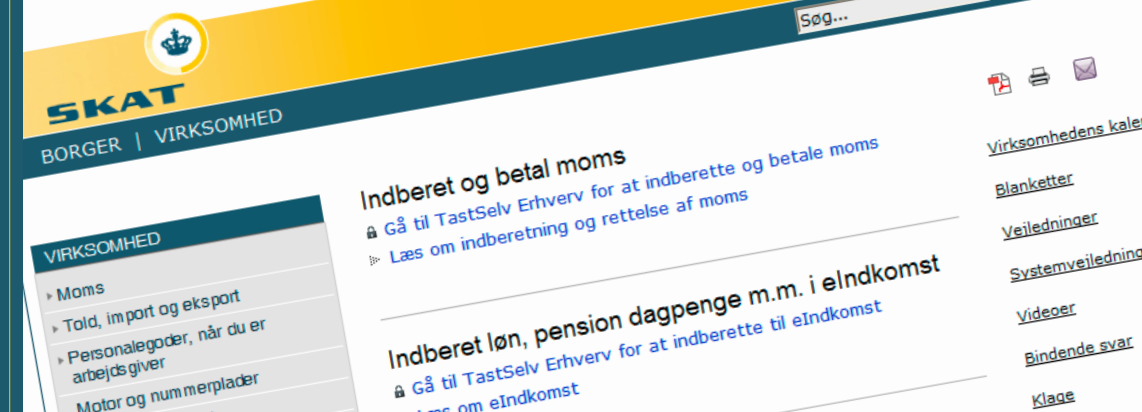 Søg...
SKAT
BORGER | VIRKSOMHED
Indberet og betal moms
Gå til TastSelv Erhverv for at indberette og betale moms
Læs om indberetning og rettelse af moms
Indberet løn, pension dagpenge m.m. i eIndkomst
Gå til TastSelv Erhverv for at indberette til eIndkomst
om eIndkomst
VIRKSOMHED
Moms
Told, import og eksport
Personalegoder, når du er
arbejdsgiver
Motor og nummerplader
Virksomhedens
Blanketter
Vejledninger
Videoer
Bindende svar
Klage